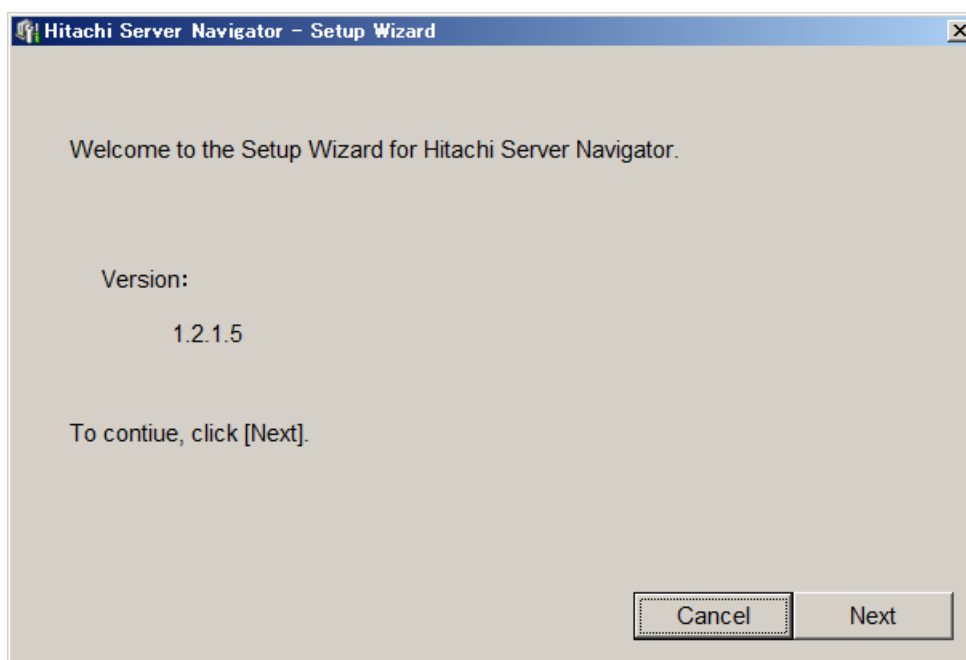 Hitachi Server Navigator - Setup Wizard
Welcome to the Setup Wizard for Hitachi Server Navigator.
Version:
1.2.1.5
To contiue, click [Next].
Cancel
Next